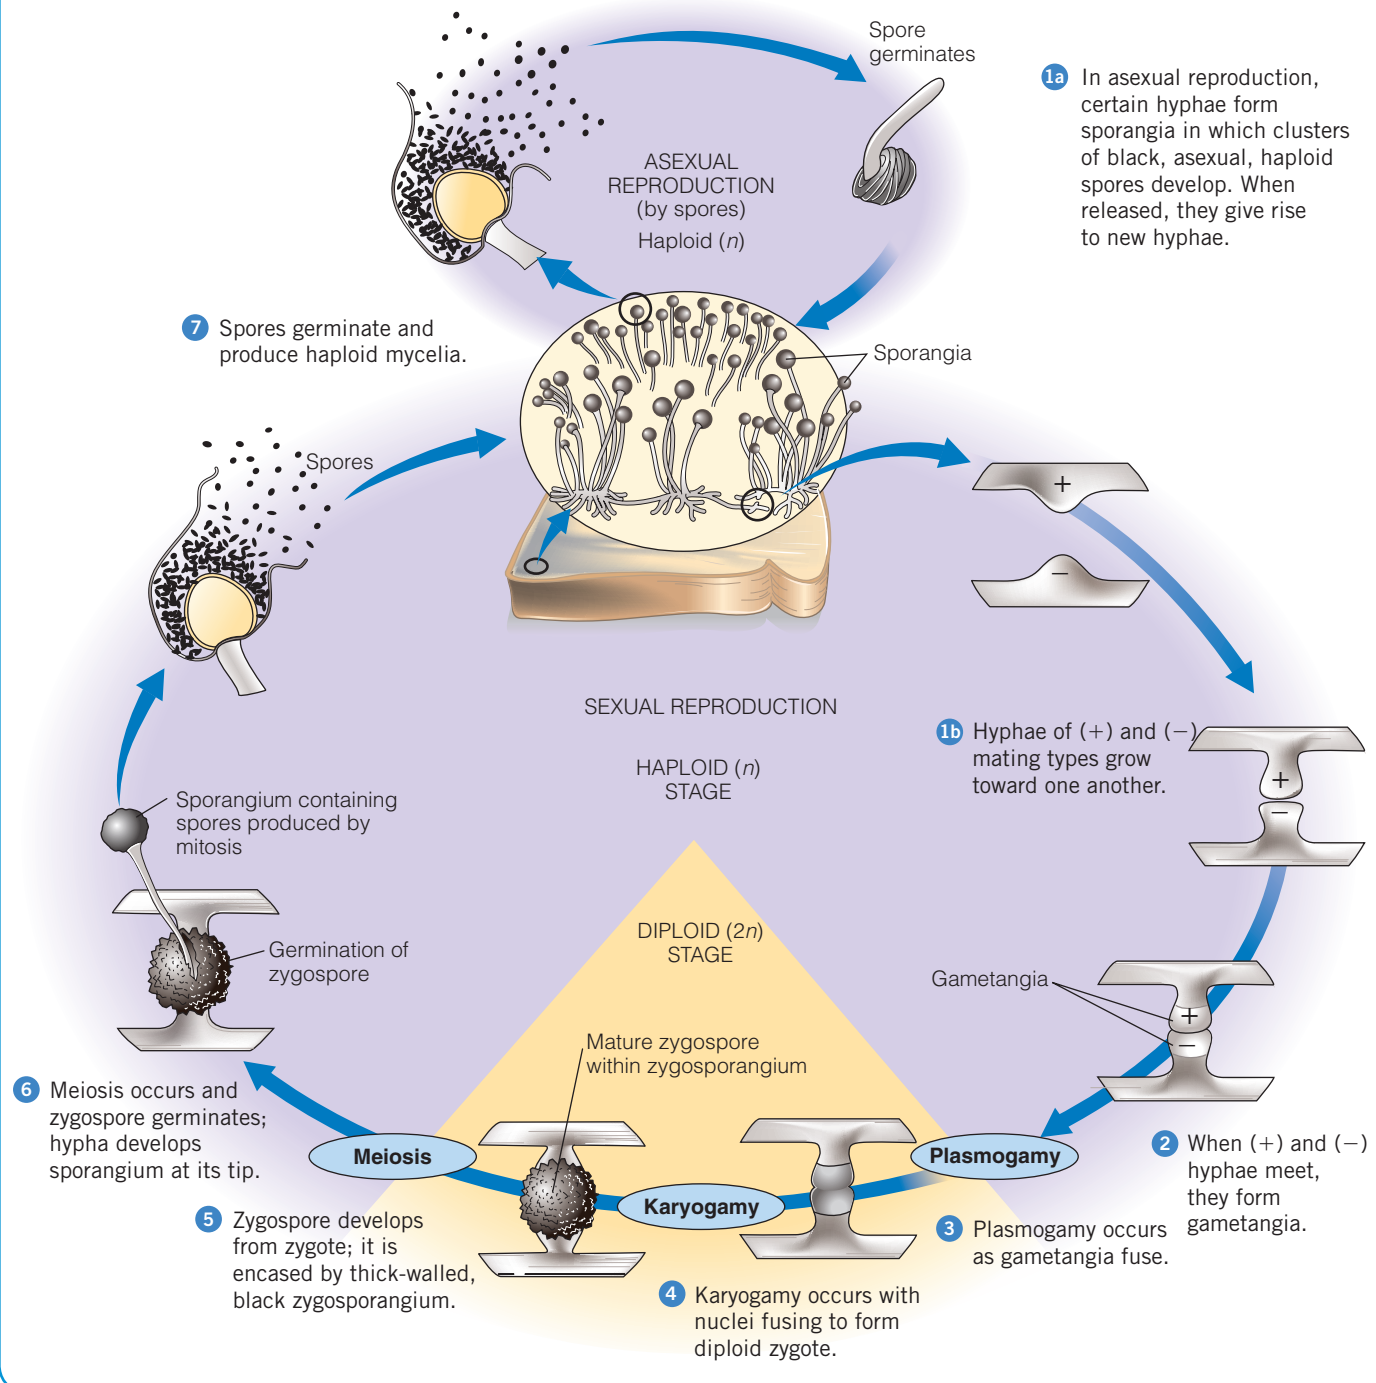 Spore
germinates
1a In asexual reproduction,
certain hyphae form
sporangia in which clusters
of black, asexual, haploid
spores develop. When
released, they give rise
to new hyphae.
ASEXUAL
REPRODUCTION
(by spores)
Haploid (n)
7 Spores germinate and
produce haploid mycelia.
Sporangia
Spores
+
−
SEXUAL REPRODUCTION
HAPLOID (n)
STAGE
1b Hyphae of (+) and (−)
mating types grow
toward one another.
+
−
Sporangium containing
spores produced by
mitosis
Germination of
zygospore
DIPLOID (2n)
STAGE
Gametangia
+
−
Mature zygospore
within zygosporangium
6 Meiosis occurs and
zygospore germinates;
hypha develops
sporangium at its tip.
Meiosis
Karyogamy
Plasmogamy
2 When (+) and (−)
hyphae meet,
they form
gametangia.
5 Zygospore develops
from zygote; it is
encased by thick-walled,
black zygosporangium.
3 Plasmogamy occurs
as gametangia fuse.
4 Karyogamy occurs with
nuclei fusing to form
diploid zygote.